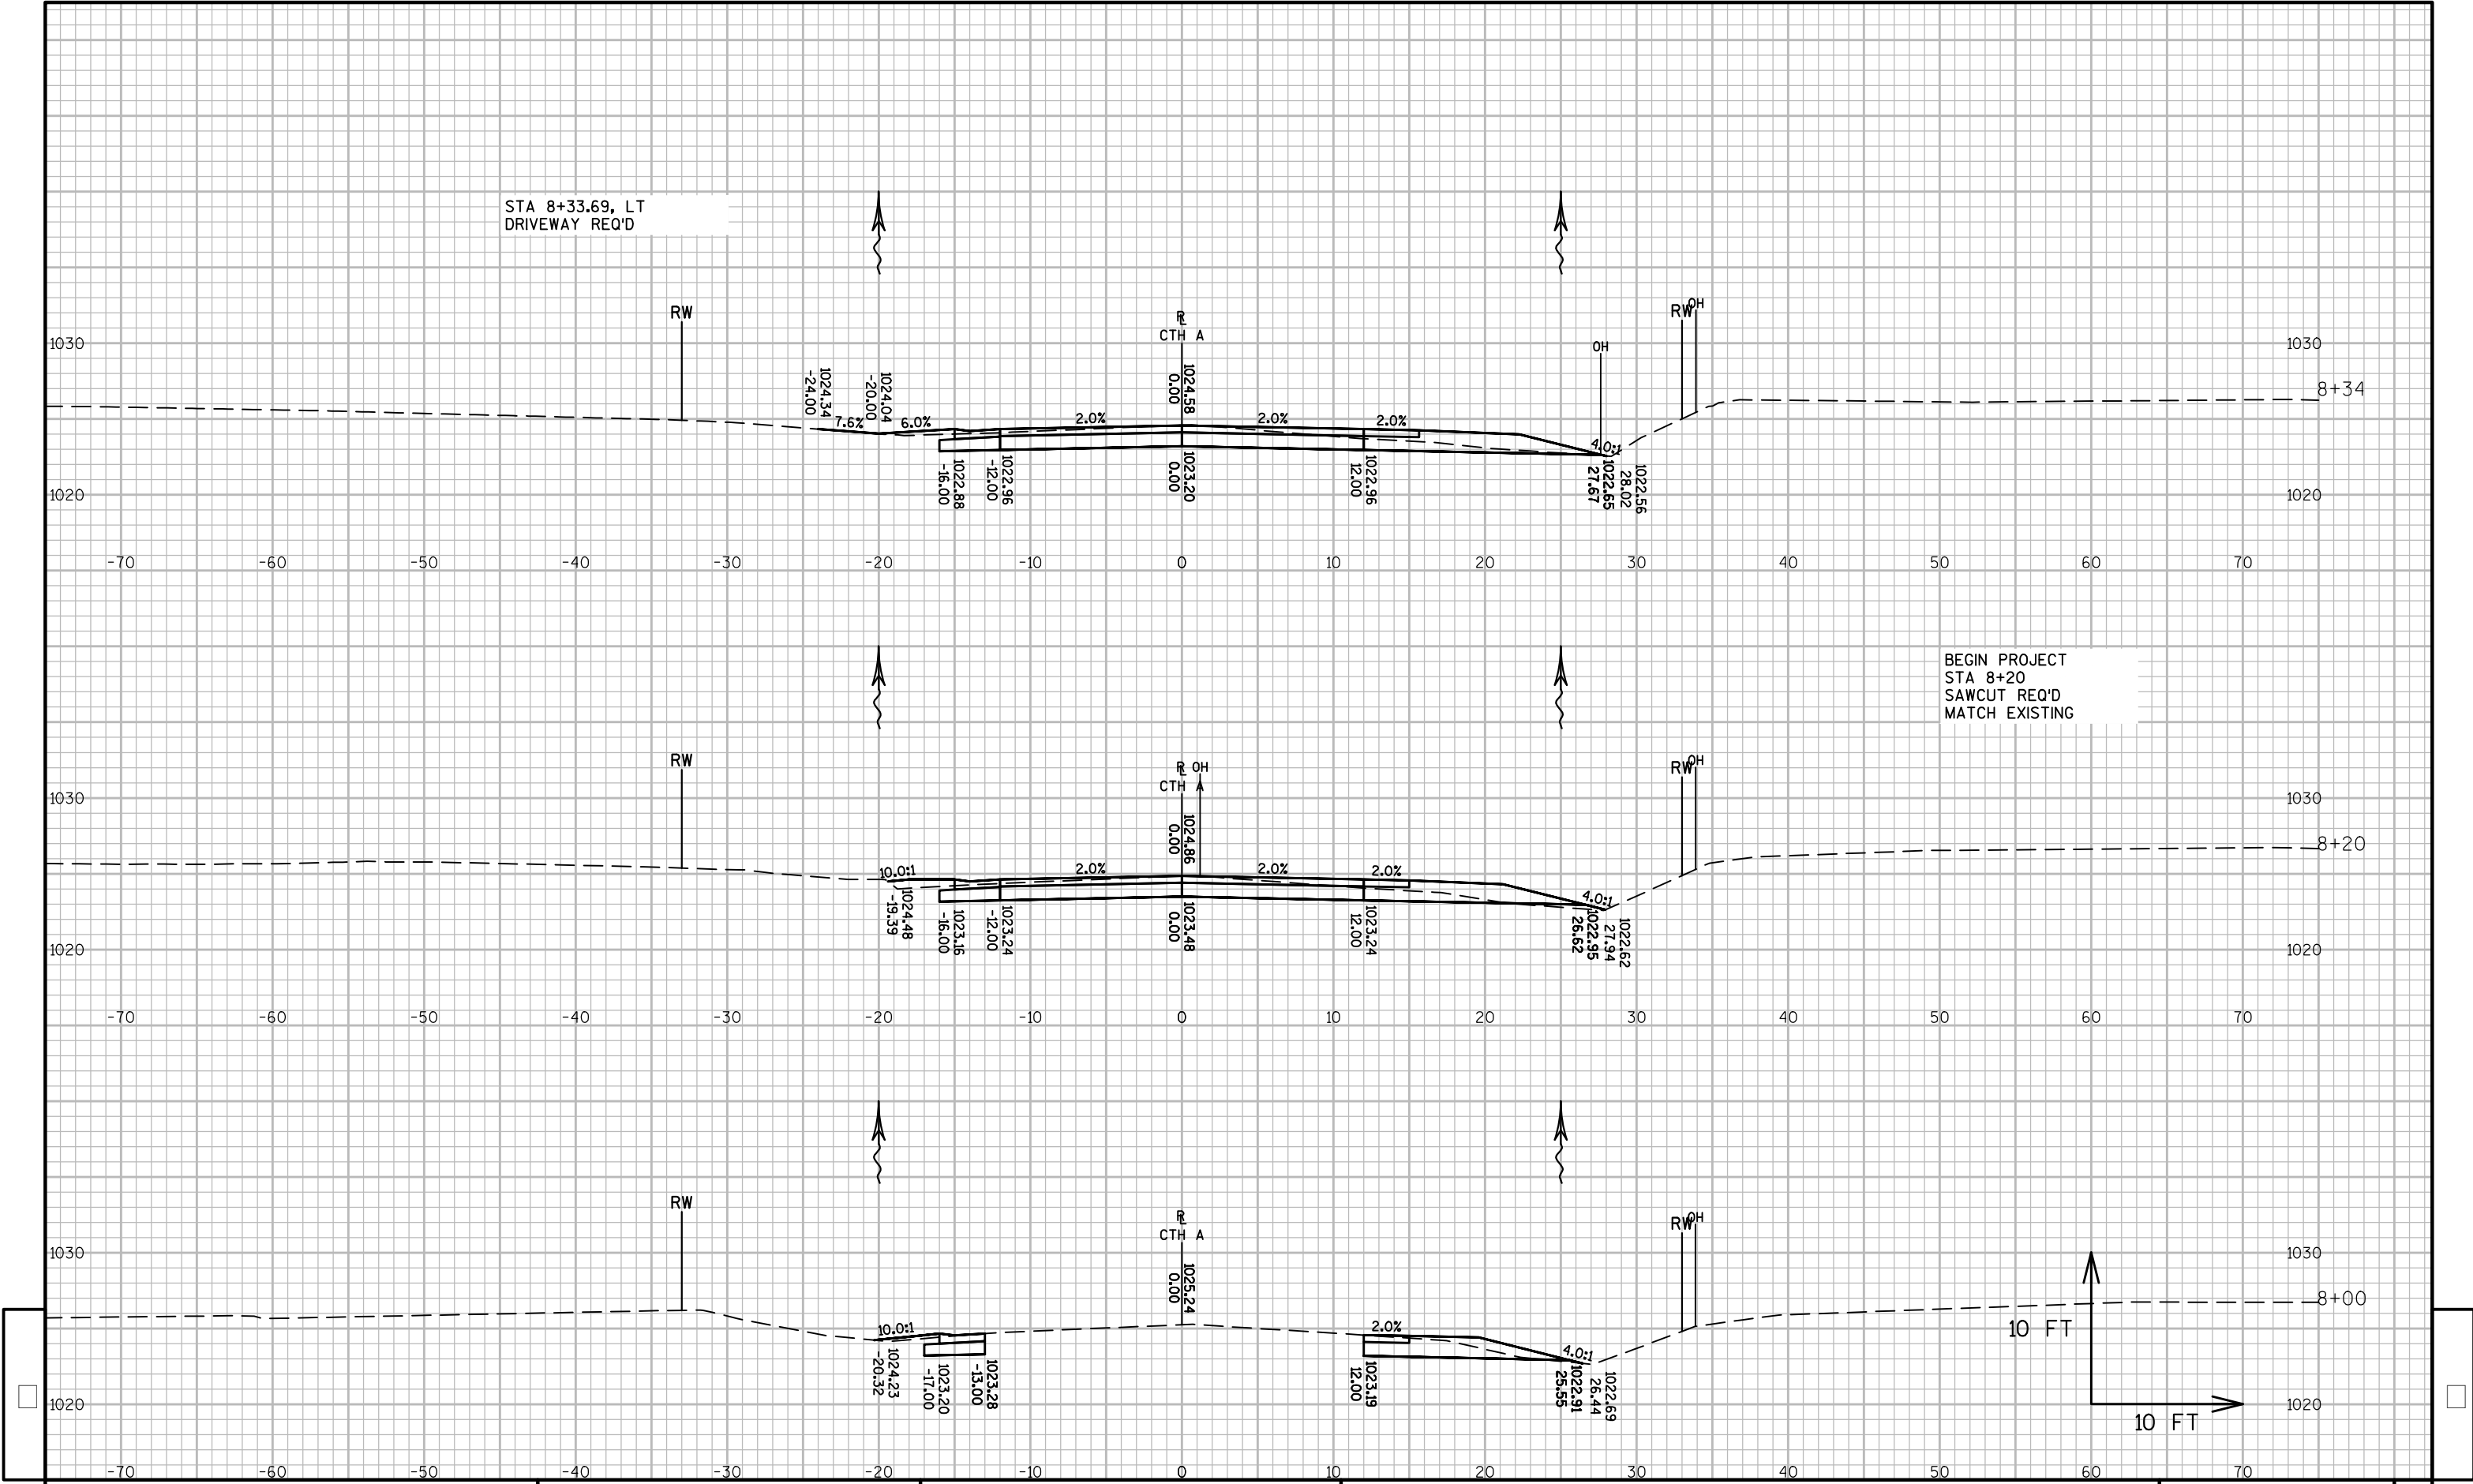 STA 8+33.69, LT
DRIVEWAY REQ'D
RW
RL
CTH A
1024.58
0.00
RW
OH
OH
1030
1030
8+34
1024.34
-24.00
1024.04
-20.00
7.6%
6.0%
2.0%
2.0%
2.0%
4.0:1
1022.88
-16.00
1022.96
-12.00
1023.20
0.00
1022.96
12.00
1022.65
27.67
1022.56
28.02
1020
1020
-70 -60 -50 -40 -30 -20 -10 0 10 20 30 40 50 60 70
BEGIN PROJECT
STA 8+20
SAWCUT REQ'D
MATCH EXISTING
RW
RL
OH
CTH A
1024.86
0.00
RW
OH
1030
1030
8+20
10.0:1
2.0%
2.0%
2.0%
4.0:1
1024.48
-19.39
1023.16
-16.00
1023.24
-12.00
1023.48
0.00
1023.24
12.00
1022.95
26.62
1022.62
27.94
1020
1020
-70 -60 -50 -40 -30 -20 -10 0 10 20 30 40 50 60 70
RW
RL
CTH A
1025.24
0.00
RW
OH
1030
1030
8+00
10.0:1
2.0%
4.0:1
1024.23
-20.32
1023.20
-17.00
1023.28
-13.00
1023.19
12.00
1022.91
25.55
1022.69
26.44
10 FT
10 FT
1020
1020
-70 -60 -50 -40 -30 -20 -10 0 10 20 30 40 50 60 70